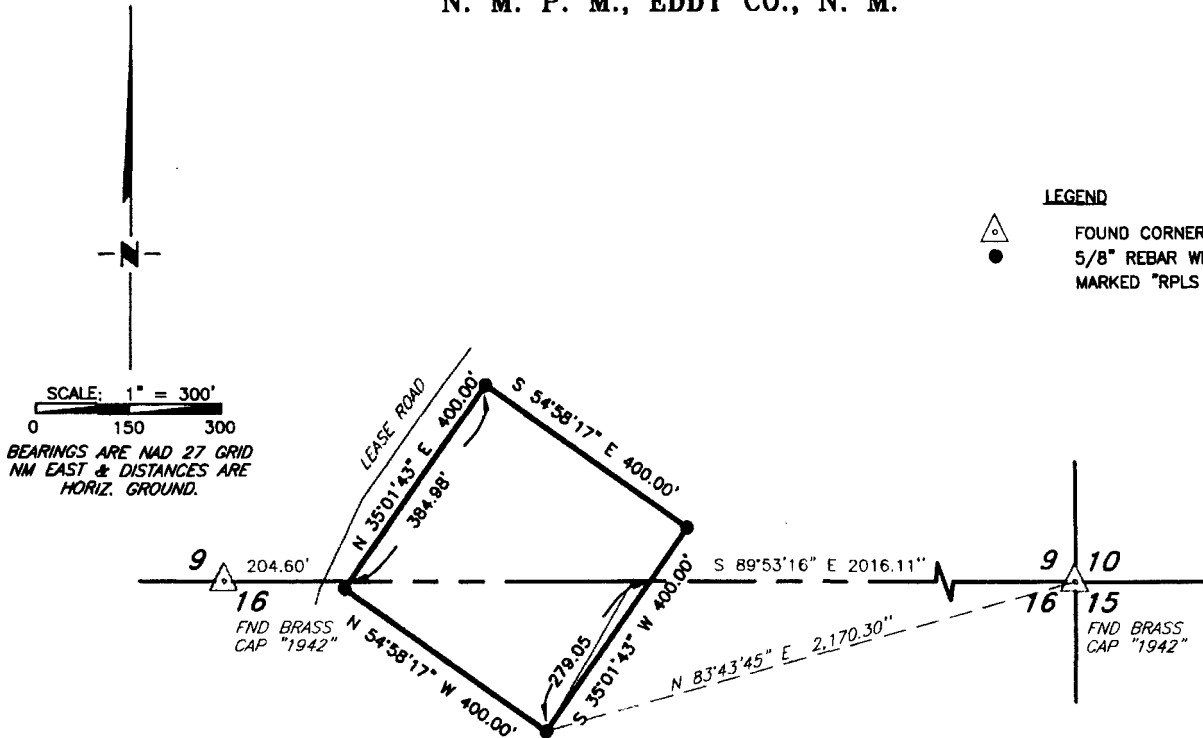 N. M. P. M., EDDY CO., N. M.
N
LEGEND
FOUND CORNER
5/8" REBAR
MARKED "RPLS
SCALE: 1" = 300'
0 150 300
BEARINGS ARE NAD 27 GRID
NM EAST & DISTANCES ARE
HORIZ. GROUND.
LEASE ROAD
N 35°01'43" E 400.00'
384.98'
S 54°58'17" E 400.00'
9
204.60'
16
FND BRASS
CAP "1942"
S 89°53'16" E 2016.11"
9 10
16 15
FND BRASS
CAP "1942"
N 54°58'17" W 400.00'
279.05
S 35°01'43" W 400.00'
N 83°43'45" E 2,170.30"